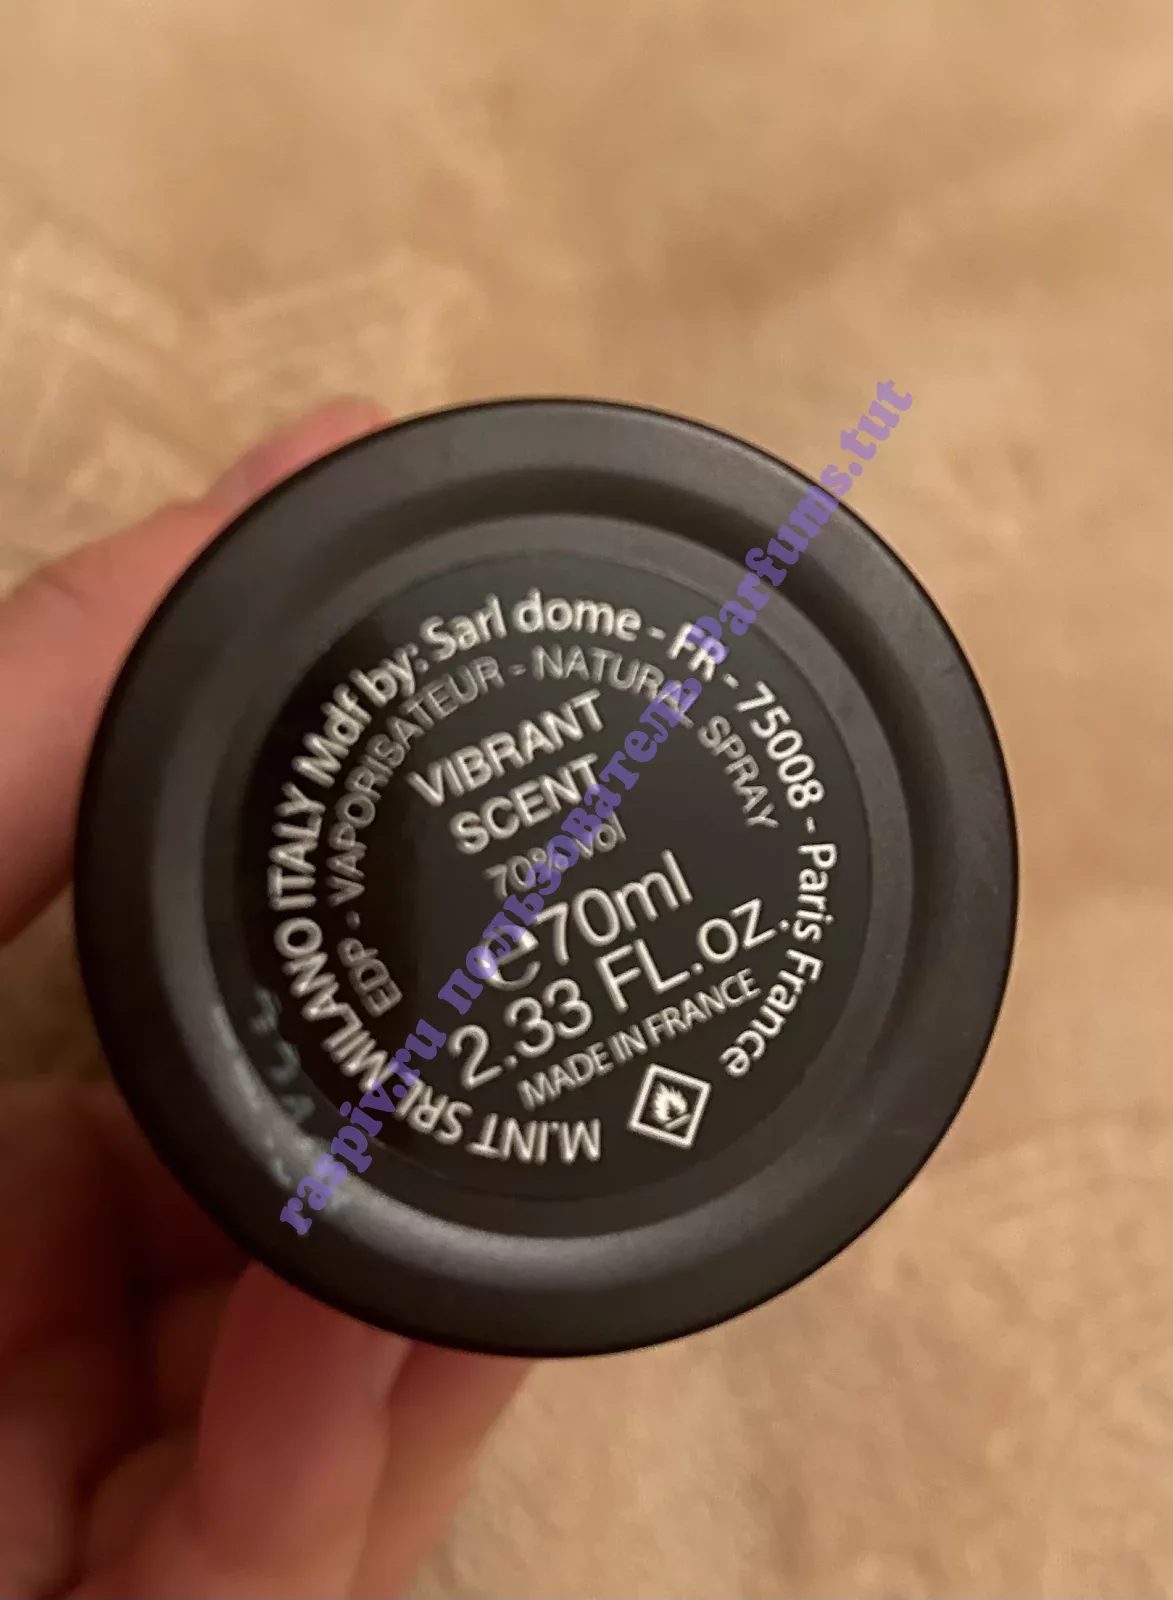 M.INT SRL MILANO ITALY Mdf by: Sarl dome - FR - 75008 - Paris France
EDP - VAPORISATEUR - NATURAL SPRAY
VIBRANT
SCENT
70% vol
e70ml
2.33 FL.oz.
MADE IN FRANCE
raspiv.ru пользователь Parfums.tut